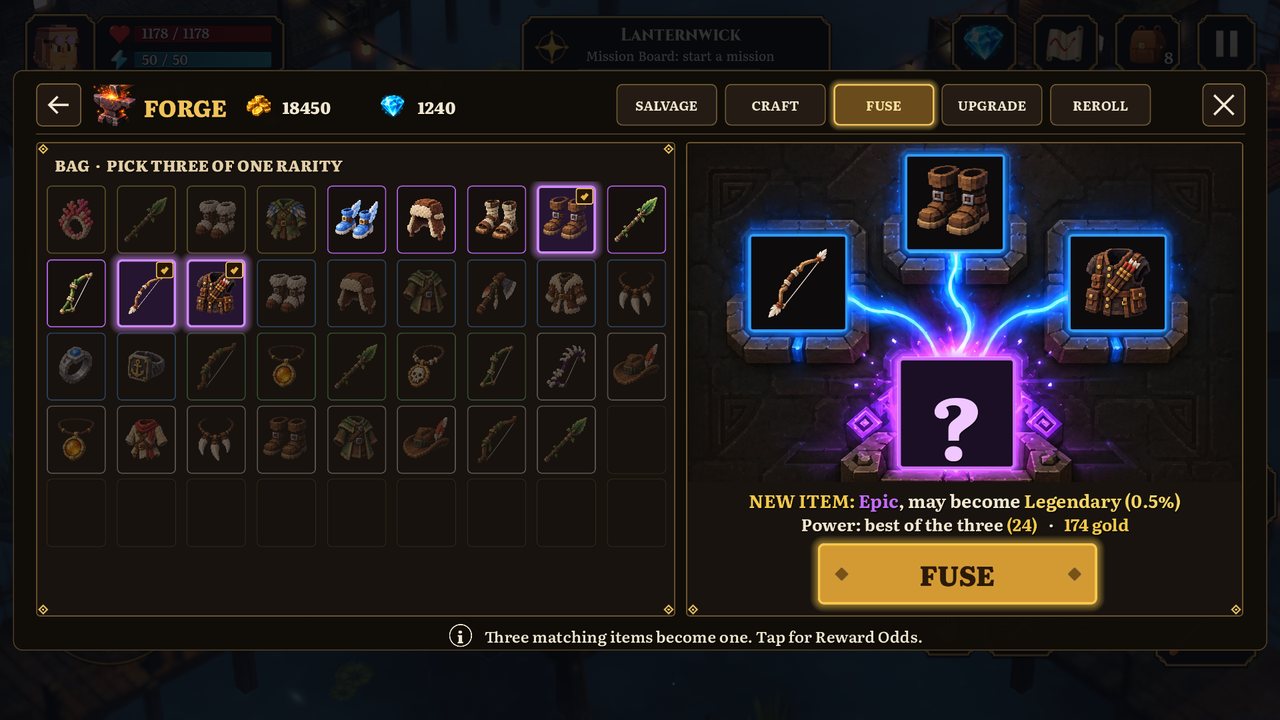 1178 / 1178
50 / 50
LANTERNWICK
Mission Board: start a mission
8
FORGE
18450
1240
SALVAGE
CRAFT
FUSE
UPGRADE
REROLL
BAG · PICK THREE OF ONE RARITY
?
NEW ITEM: Epic, may become Legendary (0.5%)
Power: best of the three (24) · 174 gold
FUSE
Three matching items become one. Tap for Reward Odds.